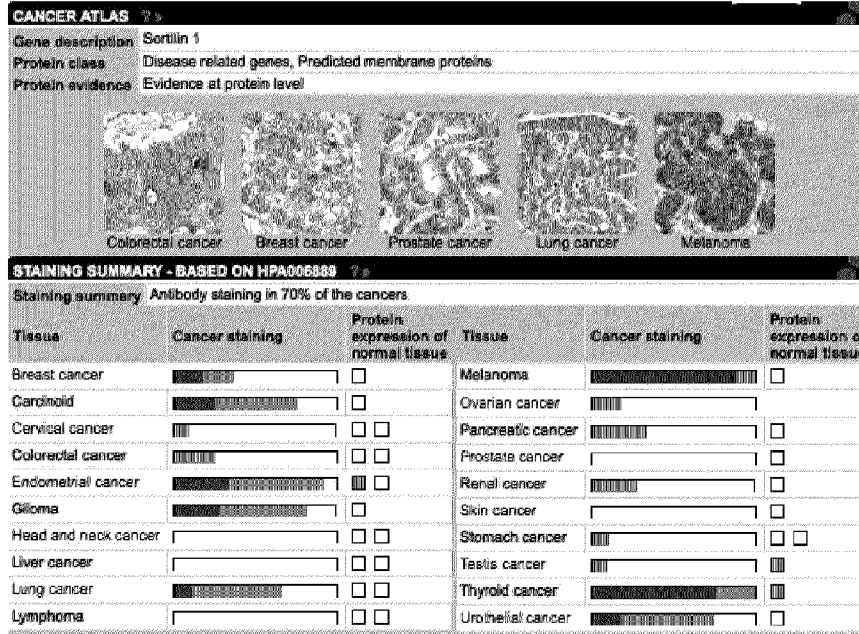 CANCER ATLAS ? »
Gene description Sortilin 1
Protein class Disease related genes, Predicted membrane proteins
Protein evidence Evidence at protein level
Colorectal cancer Breast cancer Prostate cancer Lung cancer Melanoma
STAINING SUMMARY - BASED ON HPA006889 ? »
Staining summary Antibody staining in 70% of the cancers.
Tissue Cancer staining Protein expression of normal tissue Tissue Cancer staining Protein expression o normal tissu
Breast cancer Melanoma
Carcinoid Ovarian cancer
Cervical cancer Pancreatic cancer
Colorectal cancer Prostate cancer
Endometrial cancer Renal cancer
Glioma Skin cancer
Head and neck cancer Stomach cancer
Liver cancer Testis cancer
Lung cancer Thyroid cancer
Lymphoma Urothelial cancer